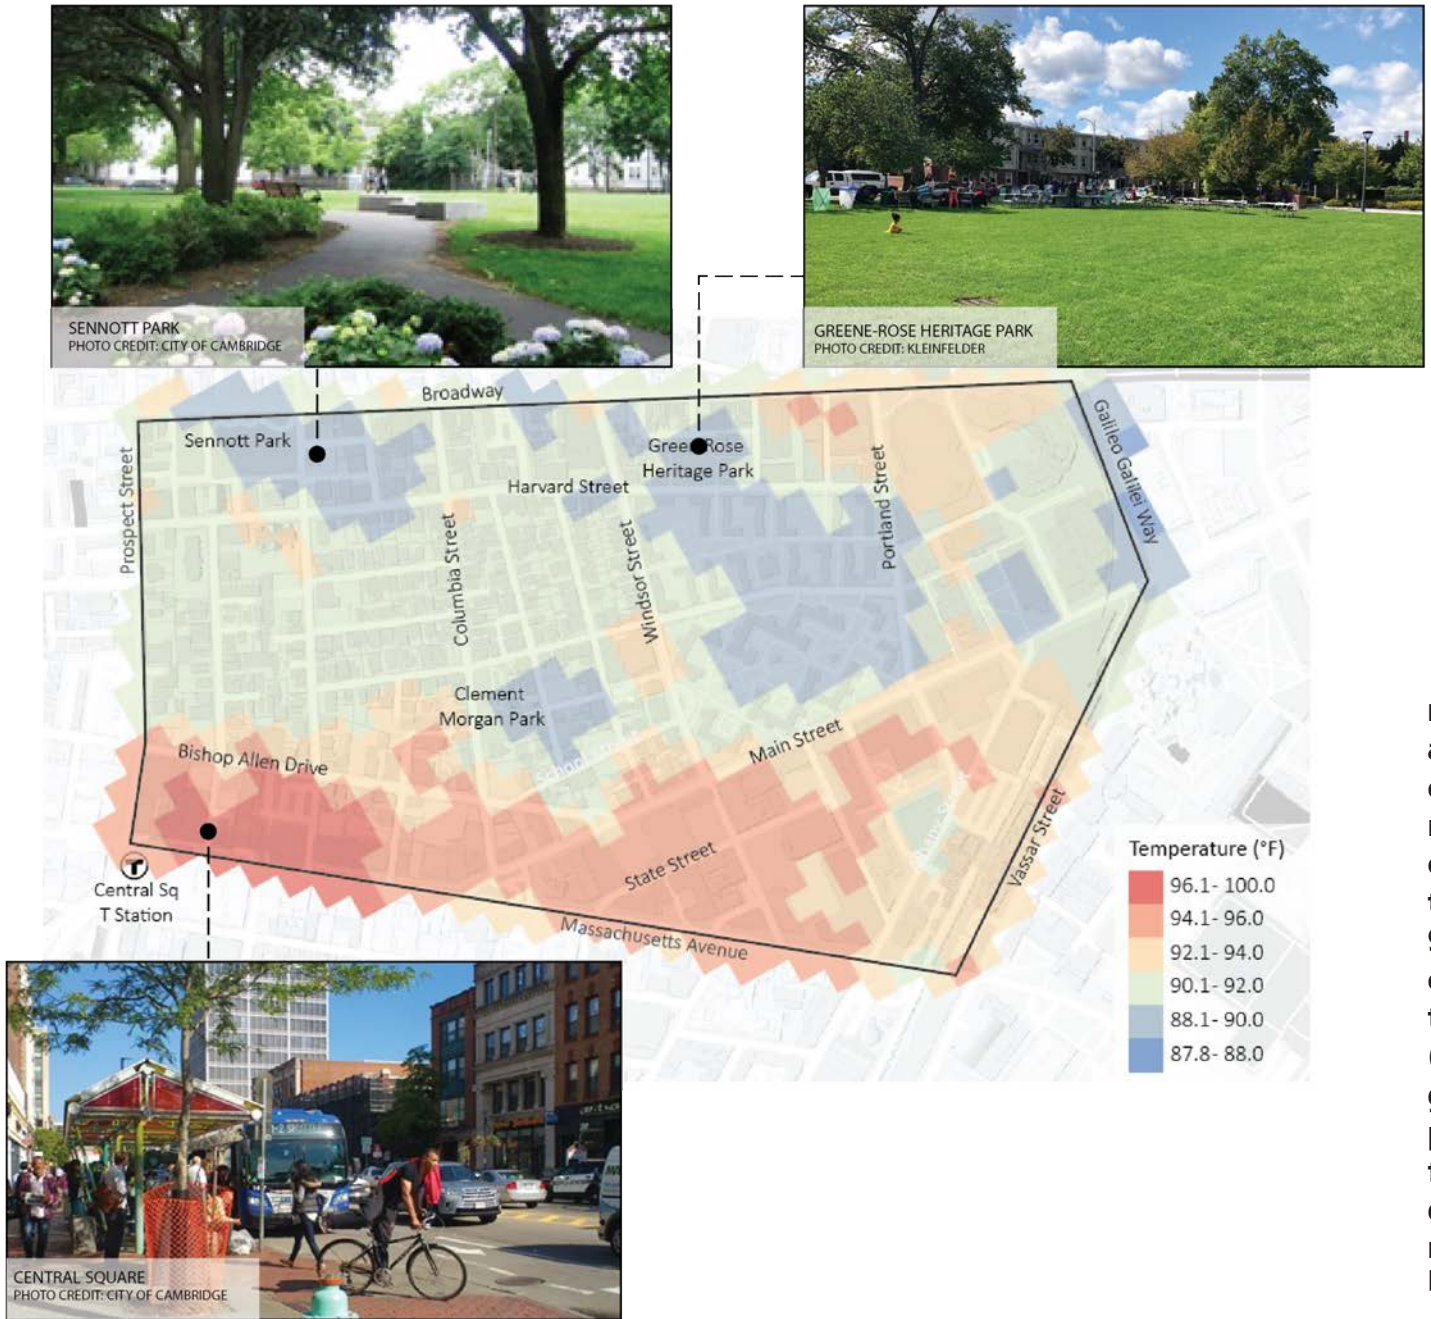 SENNOTT PARK
PHOTO CREDIT: CITY OF CAMBRIDGE
GREENE-ROSE HERITAGE PARK
PHOTO CREDIT: KLEINFELDER
Broadway
Sennott Park
Prospect Street
Columbia Street
Harvard Street
Windsor Street
Rose
Heritage Park
Portland Street
Galileo Galilei Way
Clement
Morgan Park
Bishop Allen Drive
School
Main Street
State Street
Vassar Street
Massachusetts Avenue
T
Central Sq
T Station
Temperature (°F)
96.1- 100.0
94.1- 96.0
92.1- 94.0
90.1- 92.0
88.1- 90.0
87.8- 88.0
CENTRAL SQUARE
PHOTO CREDIT: CITY OF CAMBRIDGE